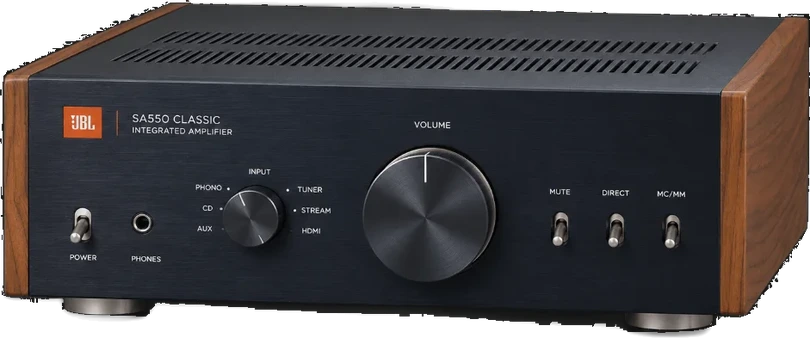 JBL
SA550 CLASSIC
INTEGRATED AMPLIFIER
VOLUME
INPUT
PHONO
TUNER
CD
STREAM
AUX
HDMI
MUTE
DIRECT
MC/MM
POWER
PHONES